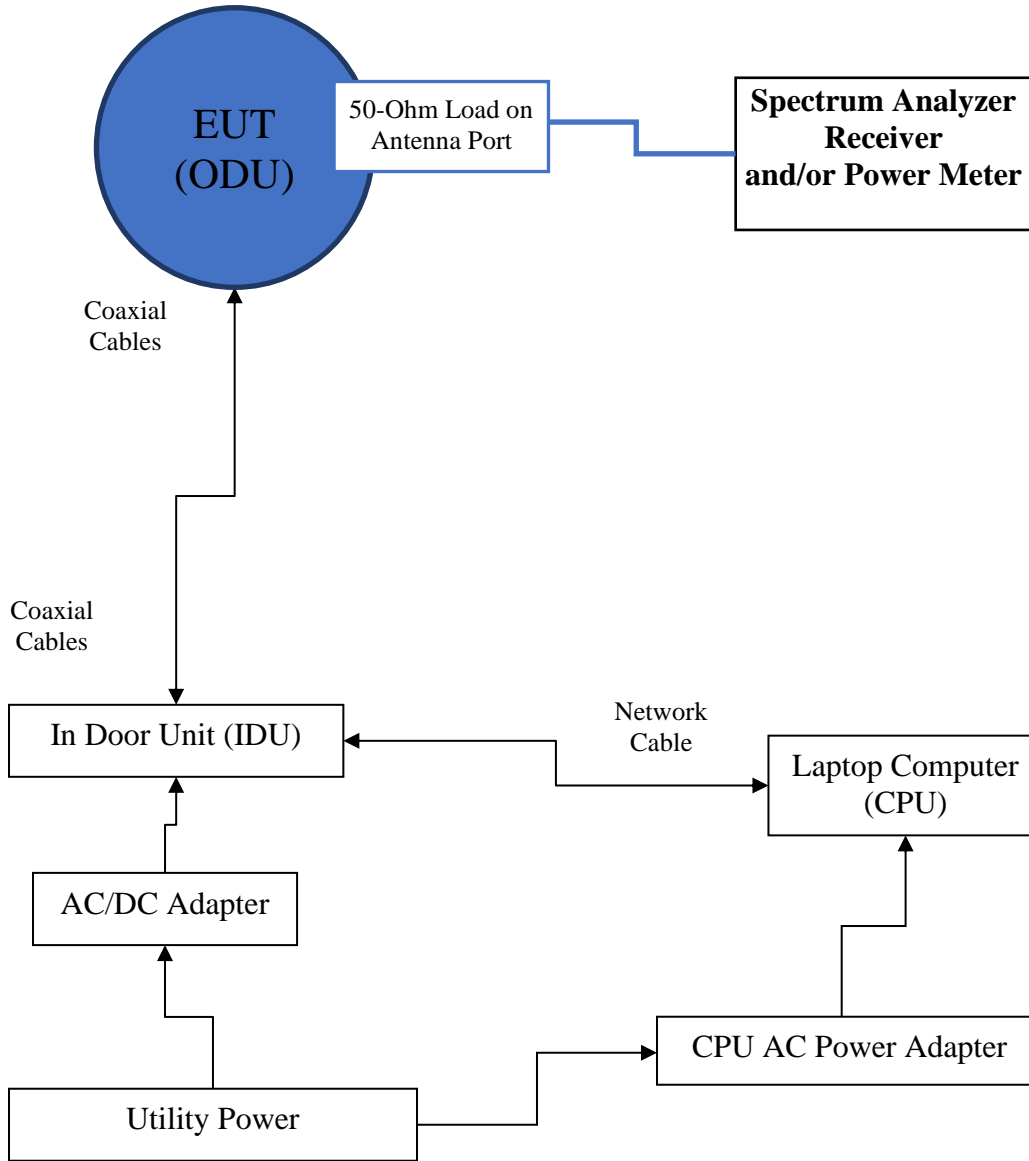 EUT
(ODU)
50-Ohm Load on
Antenna Port
Spectrum Analyzer
Receiver
and/or Power Meter
Coaxial
Cables
Coaxial
Cables
In Door Unit (IDU)
Network
Cable
Laptop Computer
(CPU)
AC/DC Adapter
CPU AC Power Adapter
Utility Power